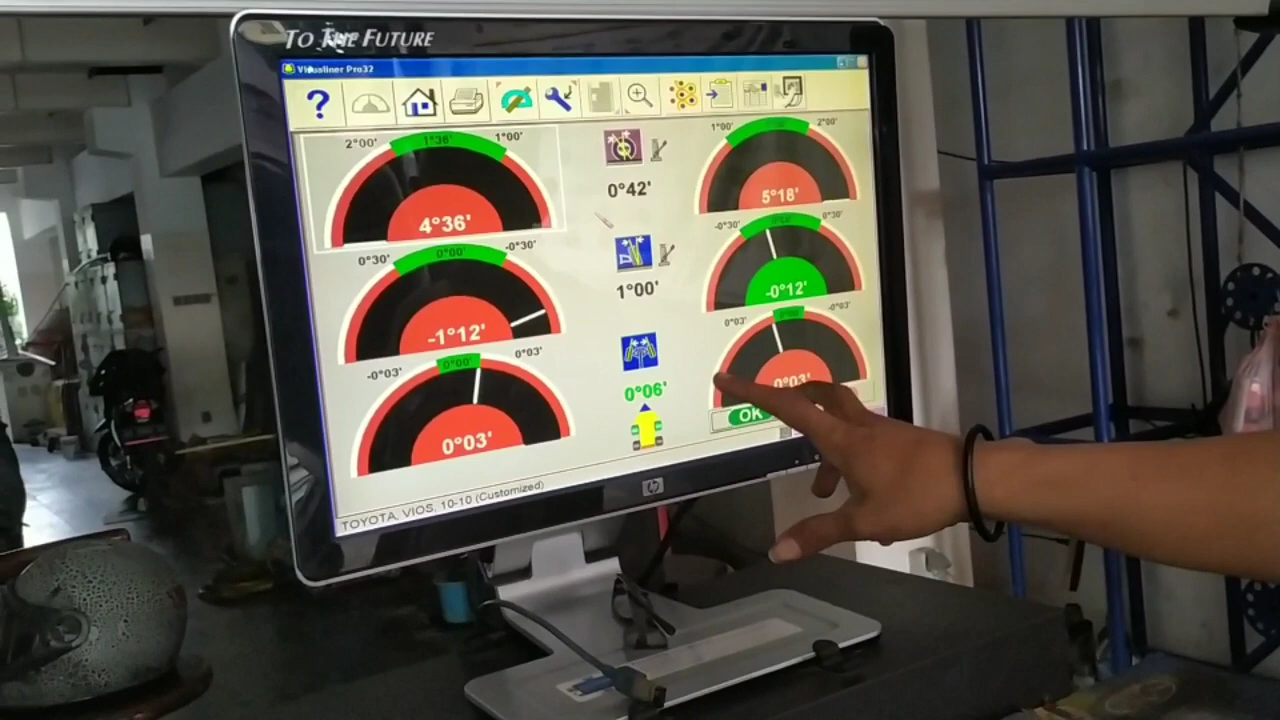 TO THE FUTURE
Visualiner Pro32
?
2°00' 1°36' 1°00'
4°36'
0°42'
1°00' 2°00'
5°18'
0°30' 0°00' -0°30'
-1°12'
1°00'
-0°30' 0°30'
-0°12'
-0°03' 0°00' 0°03'
0°03'
0°06'
0°03' -0°03'
0°03'
OK
TOYOTA, VIOS, 10-10 (Customized)
hp